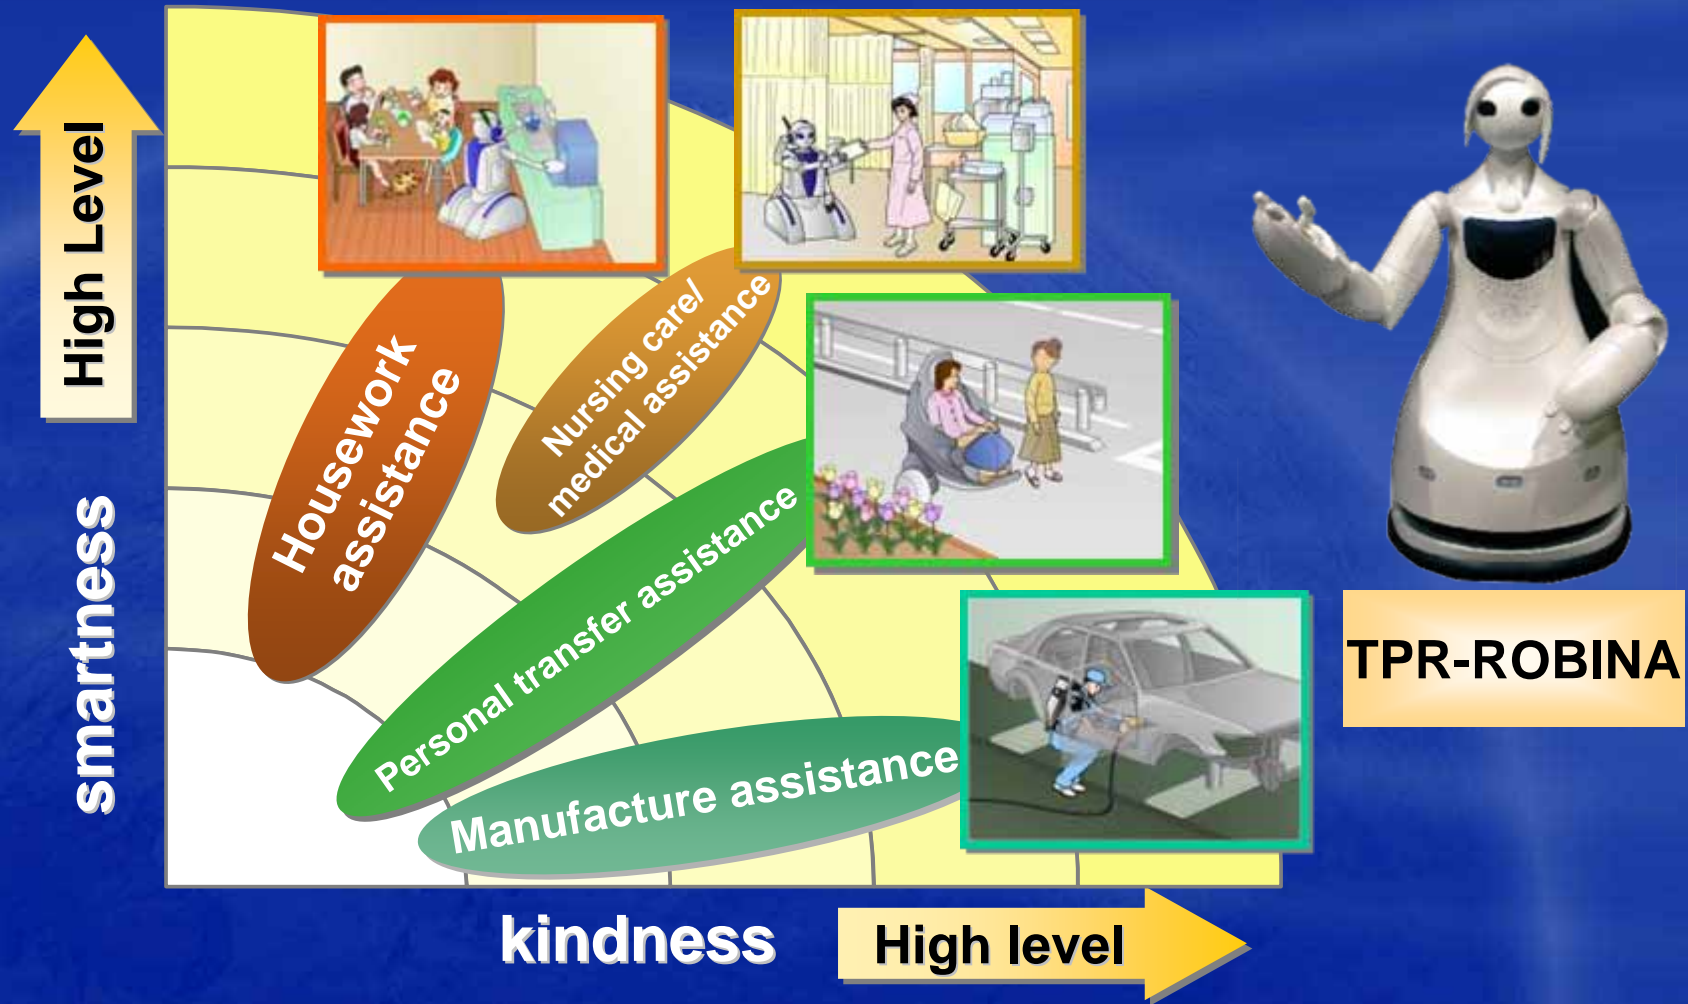 High Level
smartness
Housework
assistance
Nursing care/
medical assistance
Personal transfer assistance
Manufacture assistance
TPR-ROBINA
kindness
High level